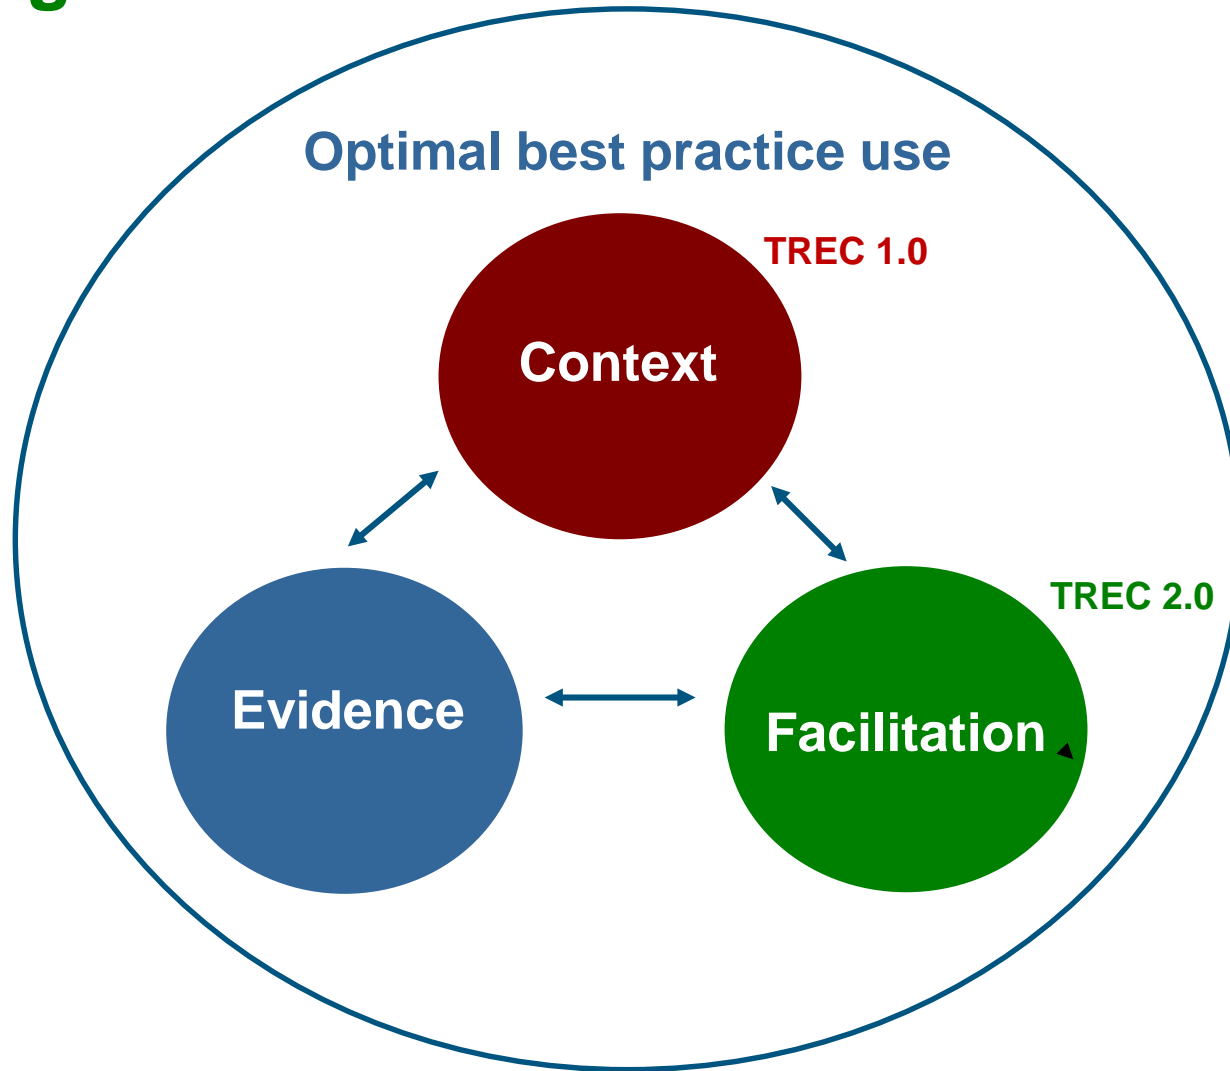 g
Optimal best practice use
TREC 1.0
Context
TREC 2.0
Evidence
Facilitation